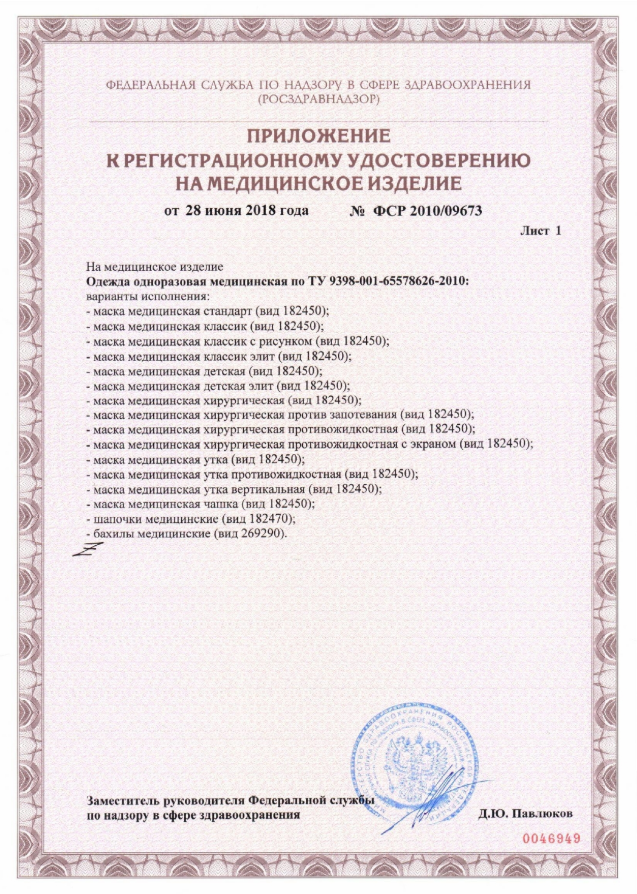 ФЕДЕРАЛЬНАЯ СЛУЖБА ПО НАДЗОРУ В СФЕРЕ ЗДРАВООХРАНЕНИЯ
(РОСЗДРАВНАДЗОР)
ПРИЛОЖЕНИЕ
К РЕГИСТРАЦИОННОМУ УДОСТОВЕРЕНИЮ
НА МЕДИЦИНСКОЕ ИЗДЕЛИЕ
от 28 июня 2018 года № ФСР 2010/09673
Лист 1
На медицинское изделие
Одежда одноразовая медицинская по ТУ 9398-001-65578626-2010:
варианты исполнения:
- маска медицинская стандарт (вид 182450);
- маска медицинская классик (вид 182450);
- маска медицинская классик с рисунком (вид 182450);
- маска медицинская классик элит (вид 182450);
- маска медицинская детская (вид 182450);
- маска медицинская детская элит (вид 182450);
- маска медицинская хирургическая (вид 182450);
- маска медицинская хирургическая против запотевания (вид 182450);
- маска медицинская хирургическая противожидкостная (вид 182450);
- маска медицинская хирургическая противожидкостная с экраном (вид 182450);
- маска медицинская утка (вид 182450);
- маска медицинская утка противожидкостная (вид 182450);
- маска медицинская утка вертикальная (вид 182450);
- маска медицинская чашка (вид 182450);
- шапочки медицинские (вид 182470);
- бахилы медицинские (вид 269290).
Заместитель руководителя Федеральной службы
по надзору в сфере здравоохранения
Д.Ю. Павлюков
0046949